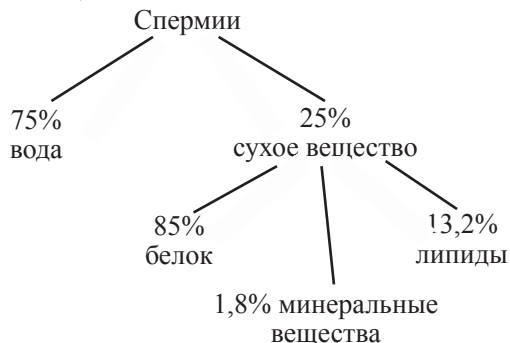 Спермии
75%
вода
25%
сухое вещество
85%
белок
13,2%
липиды
1,8% минеральные
вещества